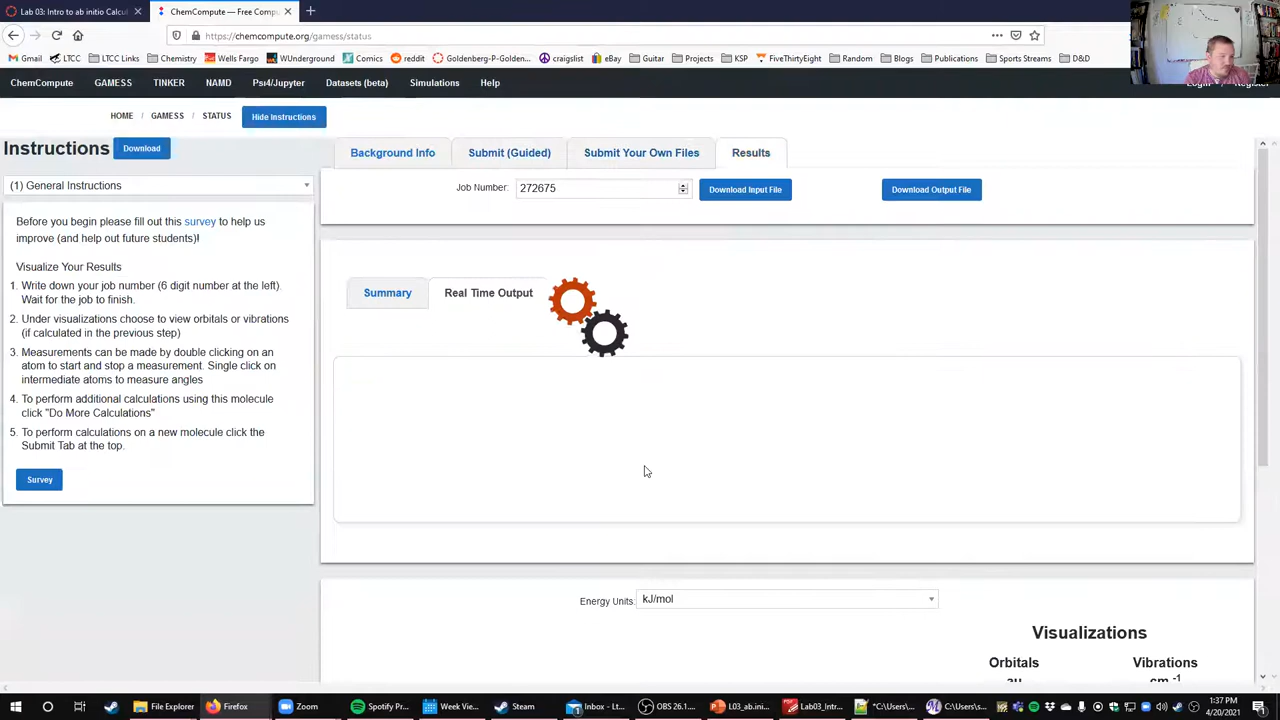 Lab 03: Intro to ab initio Calcul
ChemCompute — Free Compu
https://chemcompute.org/gamess/status
Gmail LTCC LTCC Links Chemistry Wells Fargo WUnderground Comics reddit Goldenberg-P-Golden... craigslist eBay Guitar Projects KSP FiveThirtyEight Random Blogs Publications Sports Streams D&D
ChemCompute GAMESS TINKER NAMD Psi4/Jupyter Datasets (beta) Simulations Help
HOME / GAMESS / STATUS Hide Instructions
Instructions Download
Background Info Submit (Guided) Submit Your Own Files Results
(1) General Instructions
Job Number: 272675 Download Input File Download Output File
Before you begin please fill out this survey to help us
improve (and help out future students)!
Visualize Your Results
1. Write down your job number (6 digit number at the left).
Wait for the job to finish.
2. Under visualizations choose to view orbitals or vibrations
(if calculated in the previous step)
3. Measurements can be made by double clicking on an
atom to start and stop a measurement. Single click on
intermediate atoms to measure angles
4. To perform additional calculations using this molecule
click "Do More Calculations"
5. To perform calculations on a new molecule click the
Submit Tab at the top.
Survey
Summary Real Time Output
Energy Units: kJ/mol
Visualizations
Orbitals Vibrations
au cm -1
File Explorer Firefox Zoom Spotify Pr... Week View... Steam Inbox - Lt... OBS 26.1... L03_ab.ini... Lab03_Intr... *C:\Users\... C:\Users\s...
1:37 PM
4/20/2021